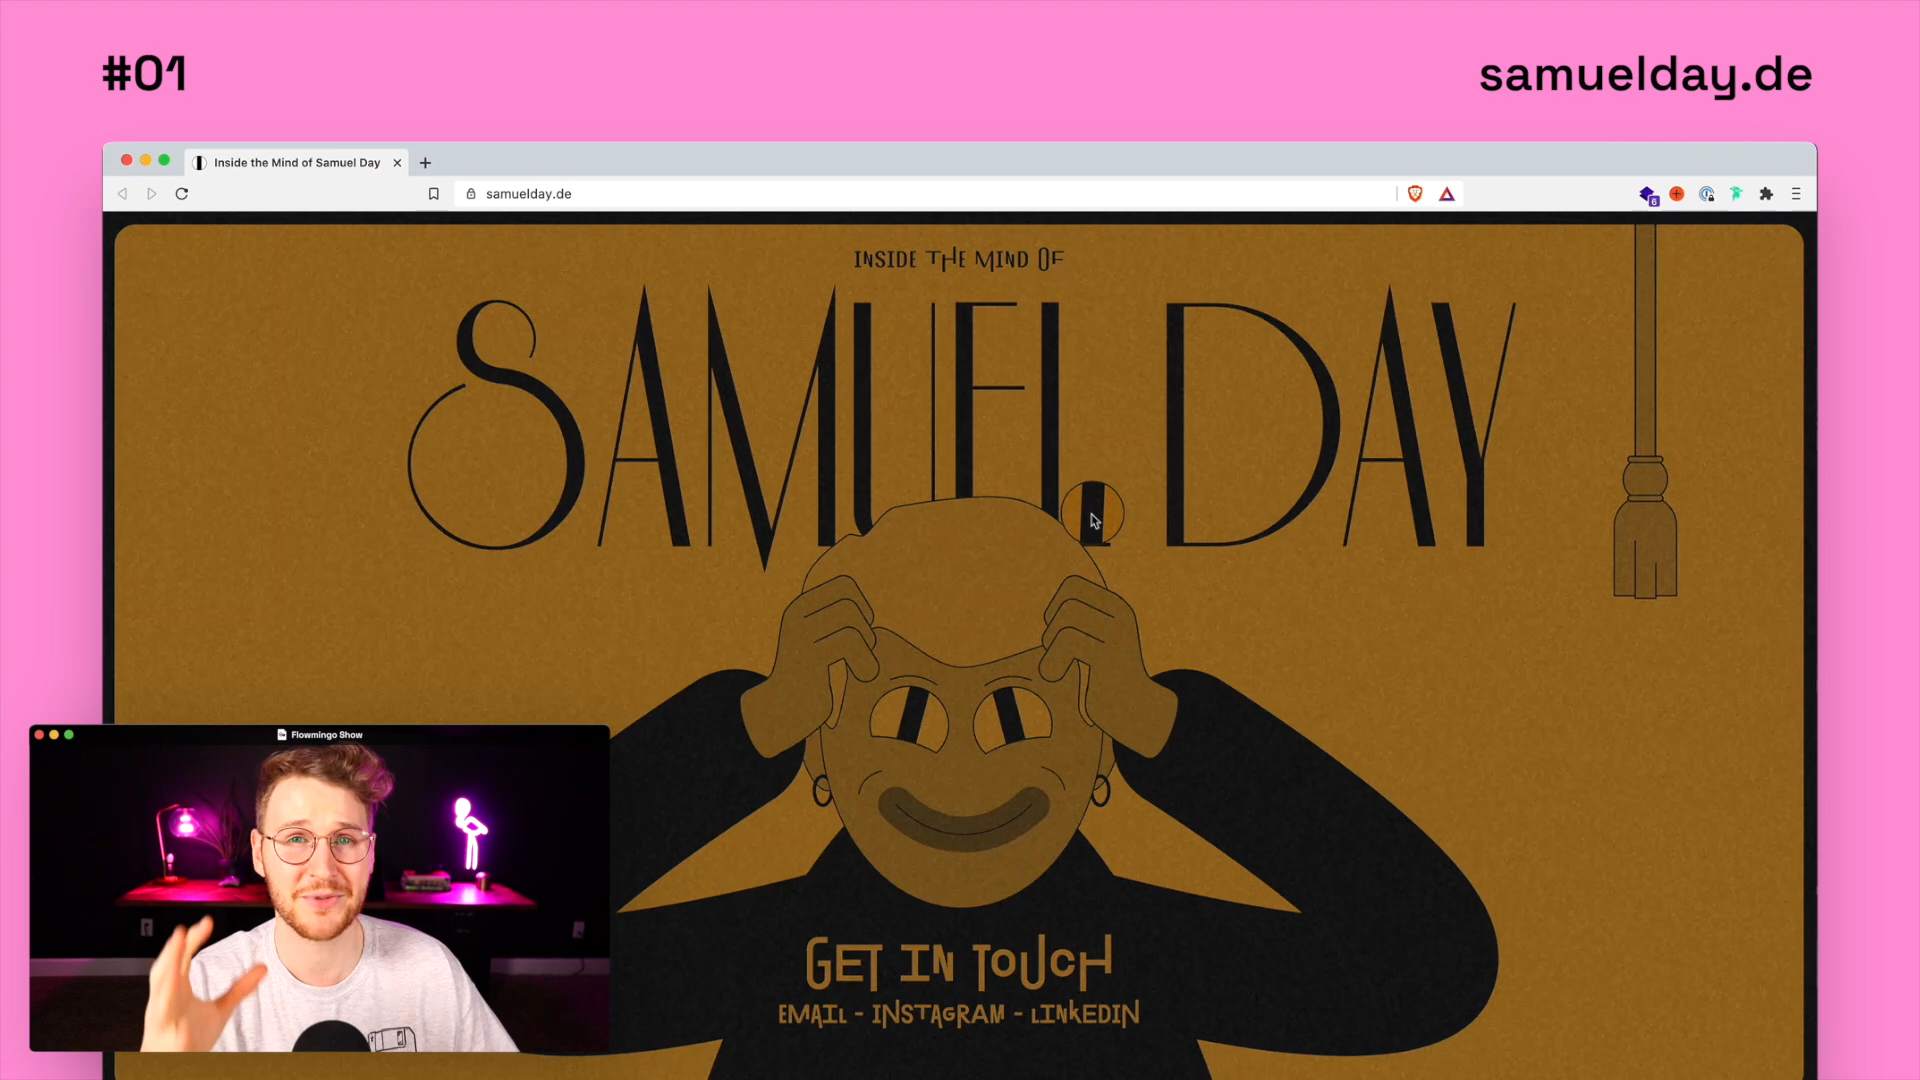 #01
samuelday.de
Inside the Mind of Samuel Day
samuelday.de
6
INSIDE THE MIND OF
SAMUEL DAY
Flowmingo Show
GET IN TOUCH
EMAIL - INSTAGRAM - LINKEDIN